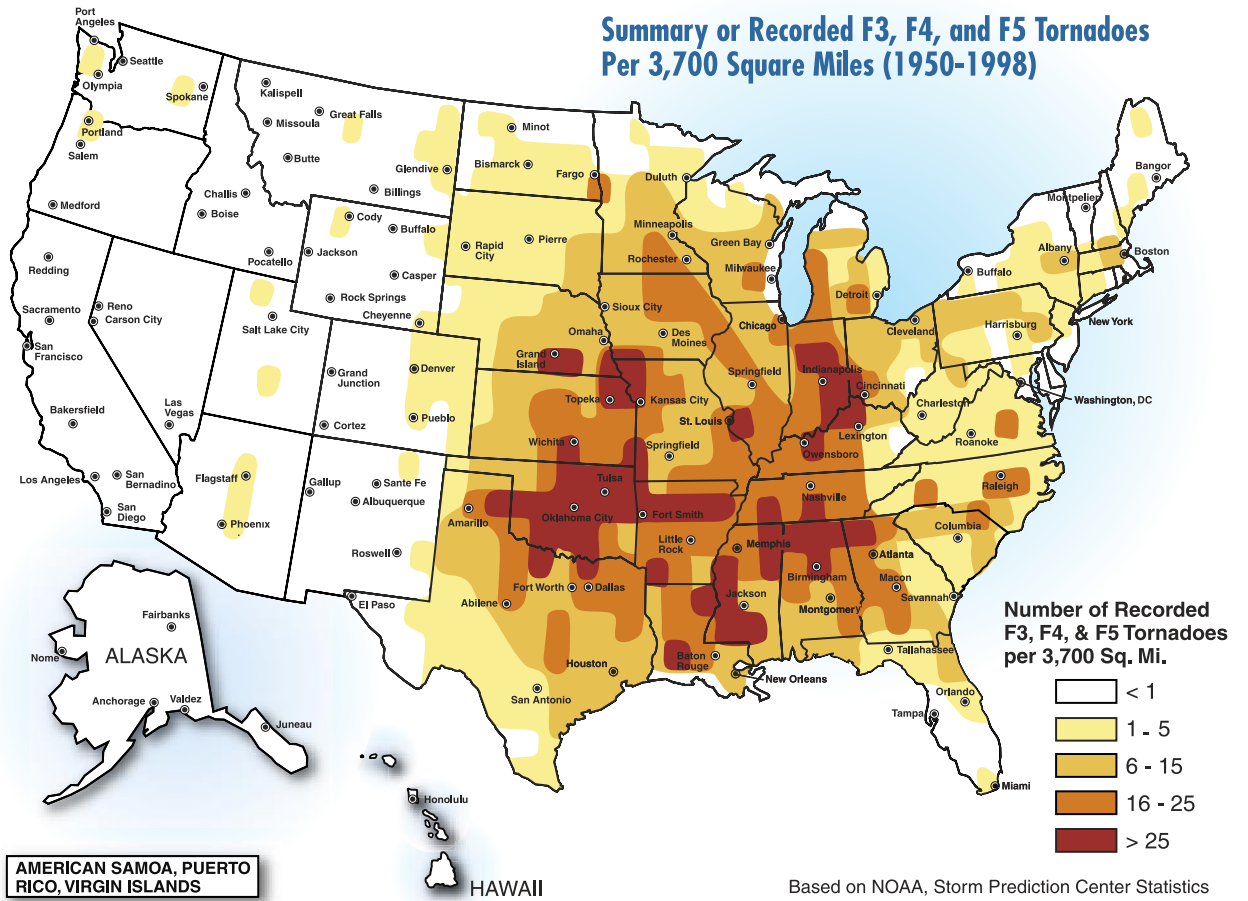 Summary or Recorded F3, F4, and F5 Tornadoes
Per 3,700 Square Miles (1950-1998)
Port
Angeles
Seattle
Olympia
Spokane
Portland
Salem
Medford
Kalispell
Great Falls
Missoula
Butte
Glendive
Billings
Challis
Boise
Pocatello
Cody
Buffalo
Jackson
Casper
Rock Springs
Cheyenne
Minot
Bismarck
Fargo
Rapid
City
Pierre
Duluth
Minneapolis
Rochester
Green Bay
Milwaukee
Redding
Sacramento
San
Francisco
Reno
Carson City
Bakersfield
Las
Vegas
Los Angeles
San
Bernadino
San
Diego
Salt Lake City
Grand
Junction
Denver
Pueblo
Cortez
Flagstaff
Phoenix
Gallup
Sante Fe
Albuquerque
Roswell
El Paso
Sioux City
Omaha
Des
Moines
Grand
Island
Topeka
Kansas City
Wichita
Springfield
St. Louis
Springfield
Chicago
Detroit
Indianapolis
Cincinnati
Cleveland
Lexington
Owensboro
Charleston
Roanoke
Buffalo
Albany
Montpelier
Bangor
Boston
New York
Harrisburg
Washington, DC
Tulsa
Oklahoma City
Fort Smith
Amarillo
Little
Rock
Memphis
Nashville
Raleigh
Columbia
Atlanta
Macon
Savannah
Birmingham
Montgomery
Jackson
Fort Worth
Dallas
Abilene
Houston
San Antonio
Baton
Rouge
New Orleans
Tallahassee
Orlando
Tampa
Miami
Fairbanks
Nome
ALASKA
Anchorage
Valdez
Juneau
Honolulu
HAWAII
AMERICAN SAMOA, PUERTO
RICO, VIRGIN ISLANDS
Number of Recorded
F3, F4, & F5 Tornadoes
per 3,700 Sq. Mi.
< 1
1 - 5
6 - 15
16 - 25
> 25
Based on NOAA, Storm Prediction Center Statistics